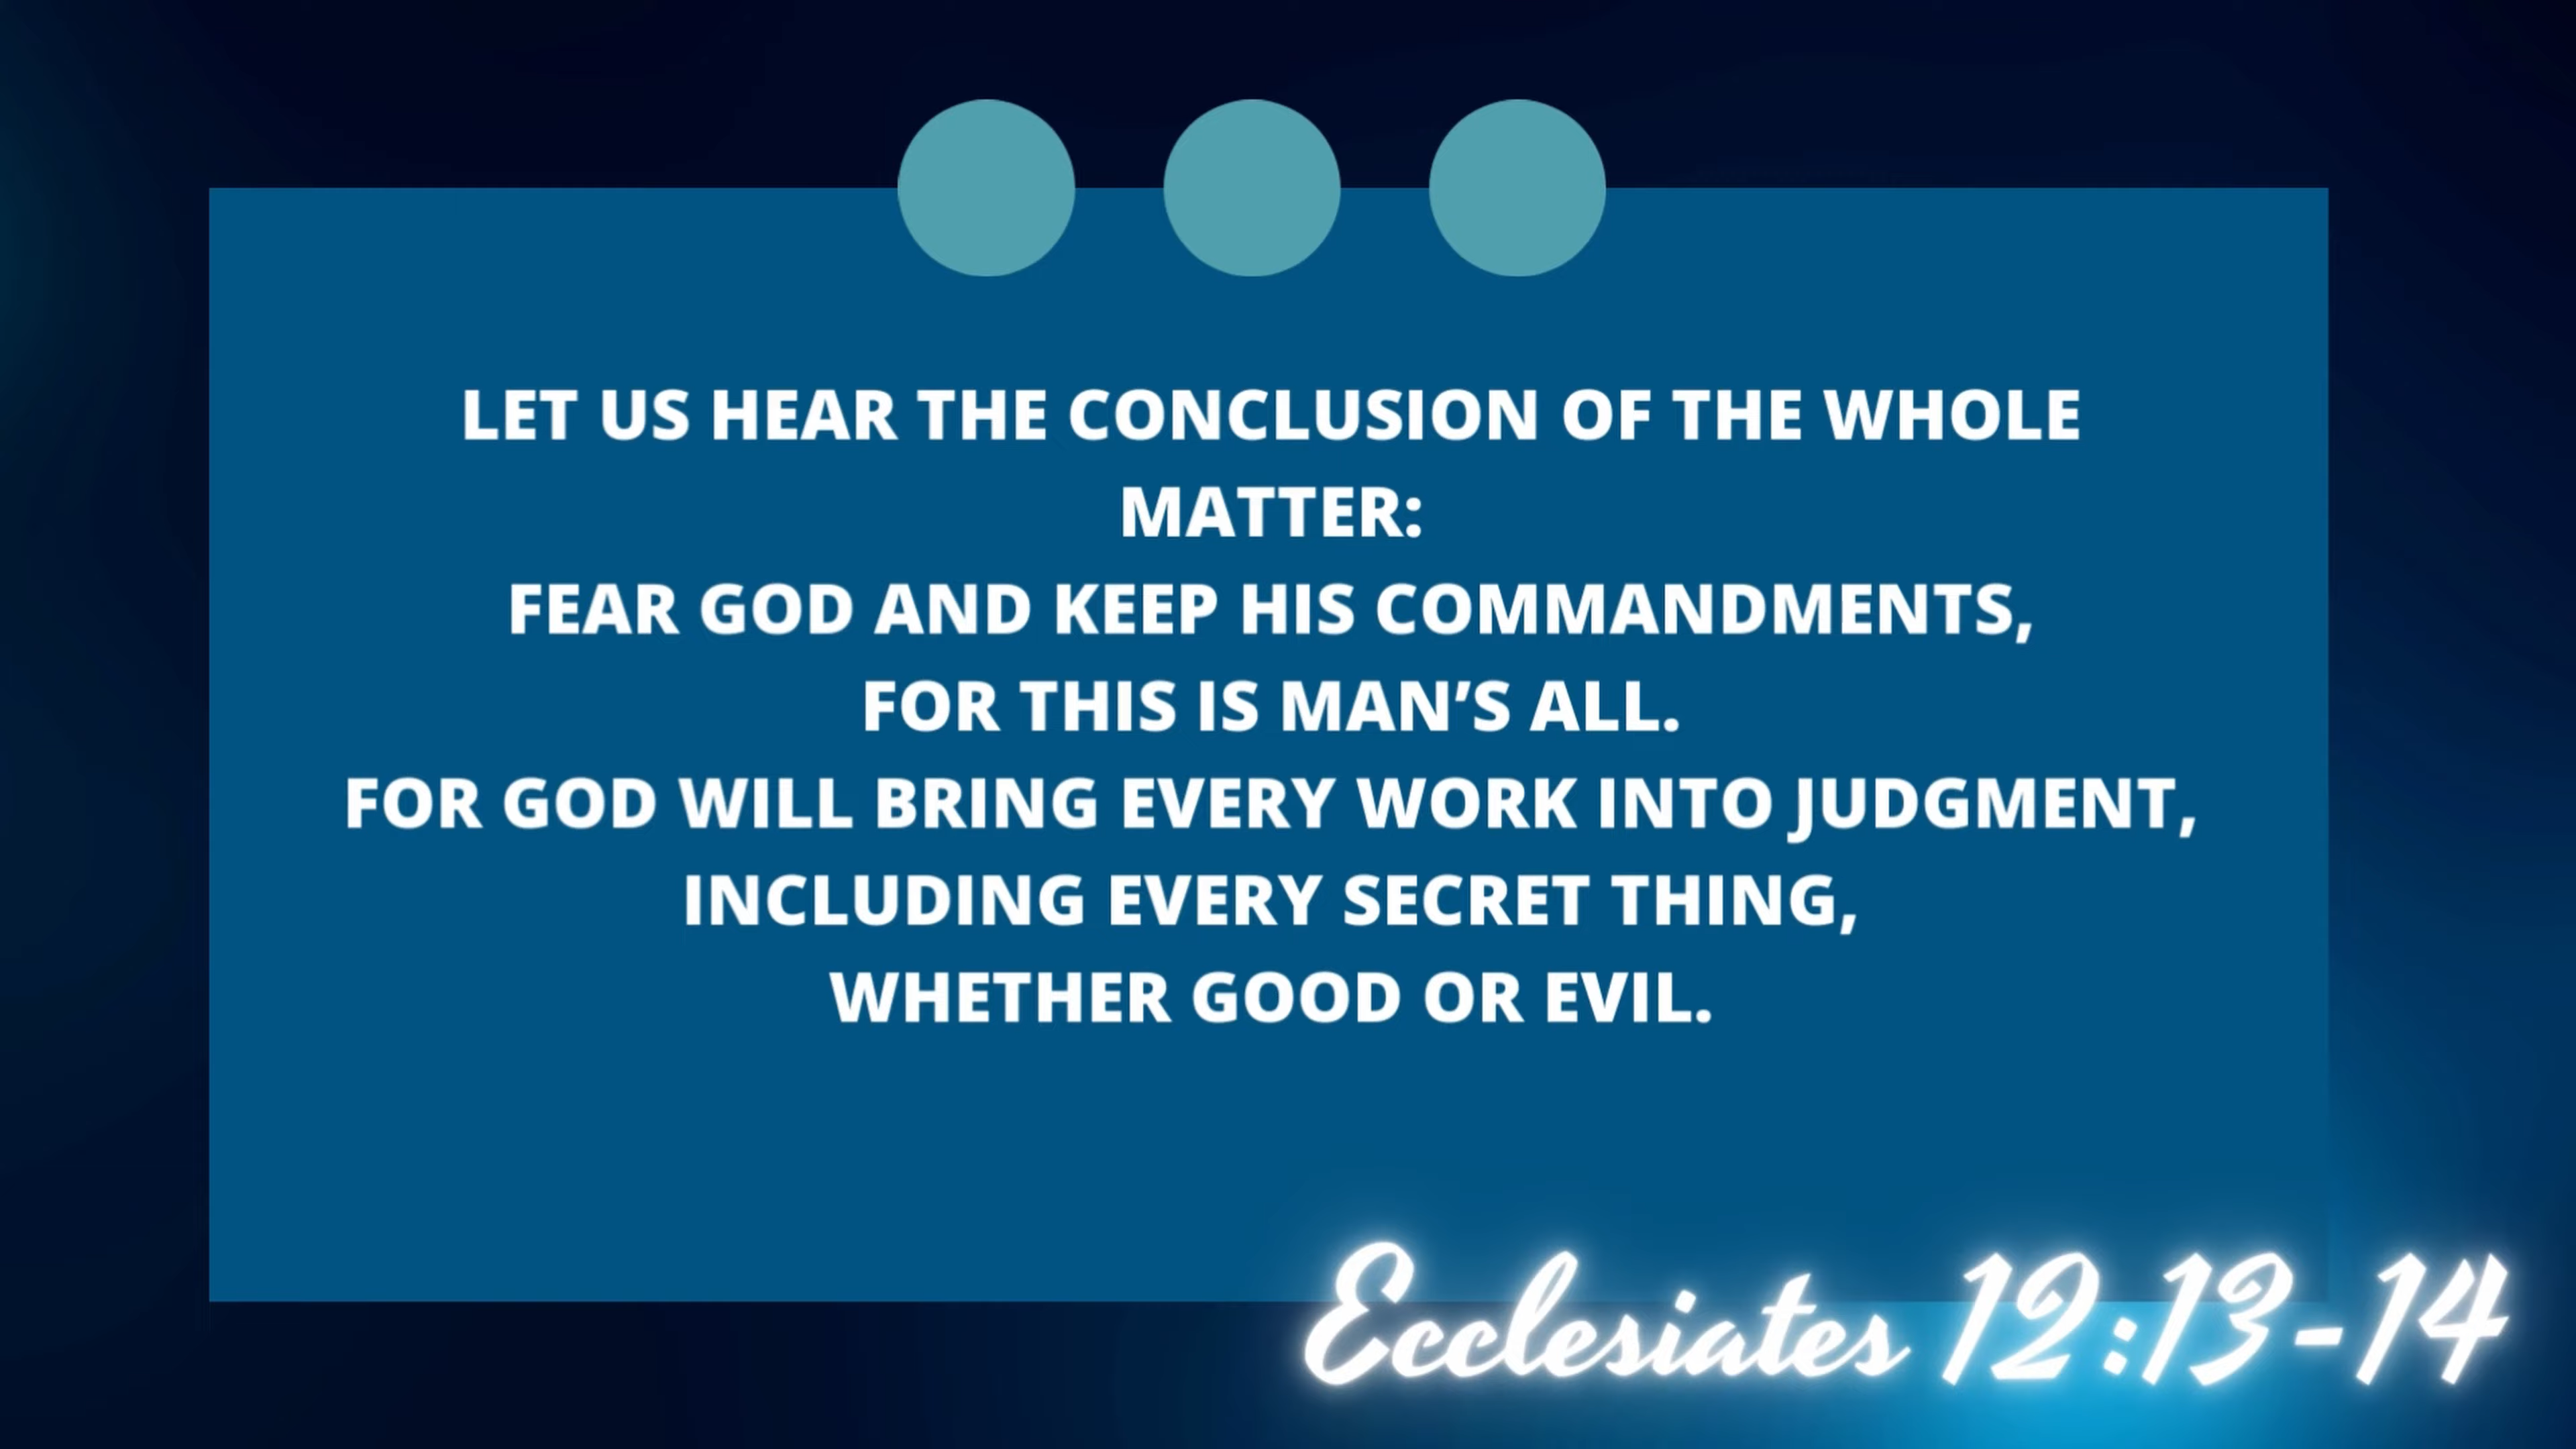 LET US HEAR THE CONCLUSION OF THE WHOLE
MATTER:
FEAR GOD AND KEEP HIS COMMANDMENTS,
FOR THIS IS MAN’S ALL.
FOR GOD WILL BRING EVERY WORK INTO JUDGMENT,
INCLUDING EVERY SECRET THING,
WHETHER GOOD OR EVIL.
Ecclesiates 12:13-14